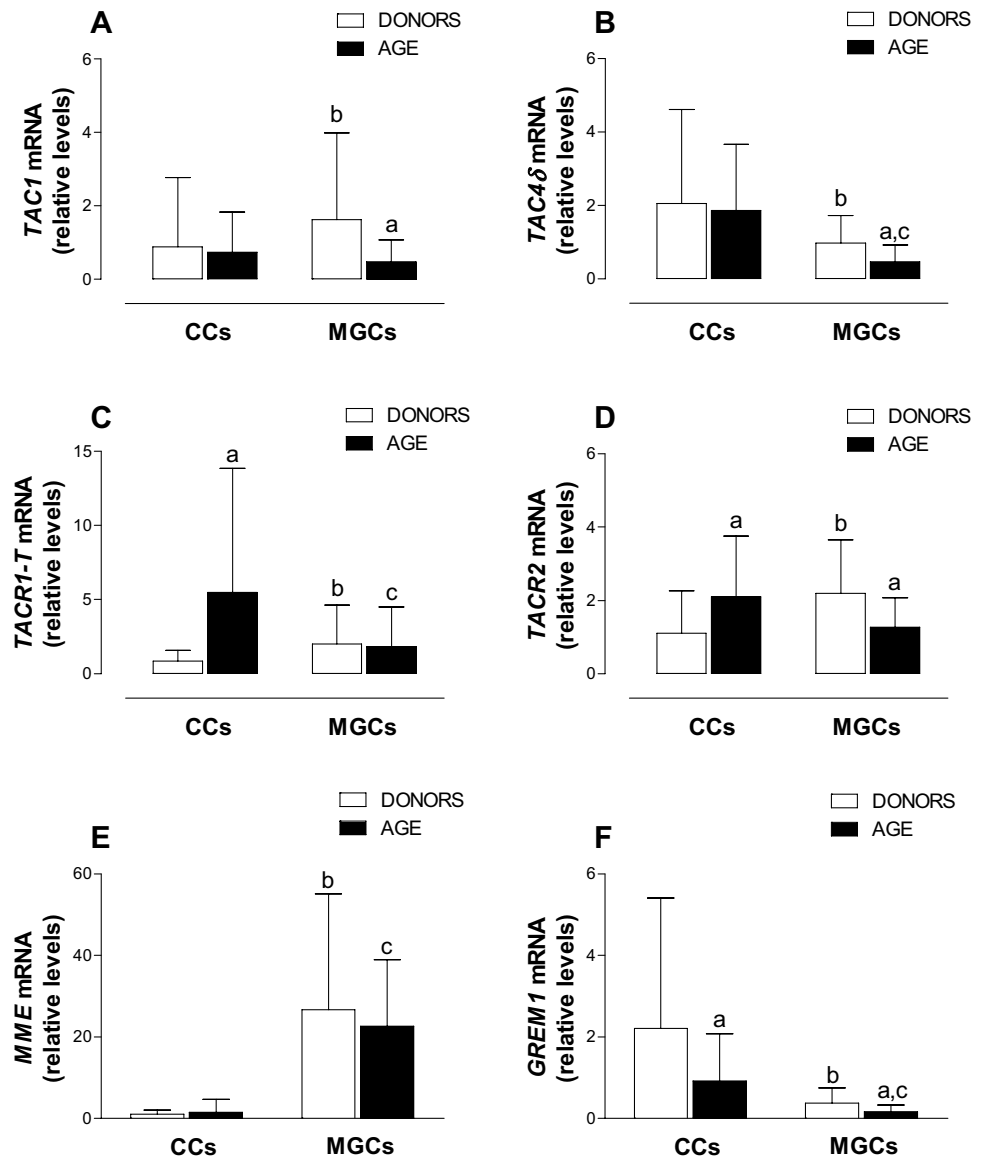 A
DONORS
AGE
TAC1 mRNA
(relative levels)
6
4
2
0
b
a
CCs
MGCs
B
DONORS
AGE
TAC4δ mRNA
(relative levels)
6
4
2
0
b
a,c
CCs
MGCs
C
DONORS
AGE
TACR1-T mRNA
(relative levels)
15
10
5
0
a
b
c
CCs
MGCs
D
DONORS
AGE
TACR2 mRNA
(relative levels)
6
4
2
0
a
b
a
CCs
MGCs
E
DONORS
AGE
MME mRNA
(relative levels)
60
40
20
0
b
c
CCs
MGCs
F
DONORS
AGE
GREM1 mRNA
(relative levels)
6
4
2
0
a
b
a,c
CCs
MGCs